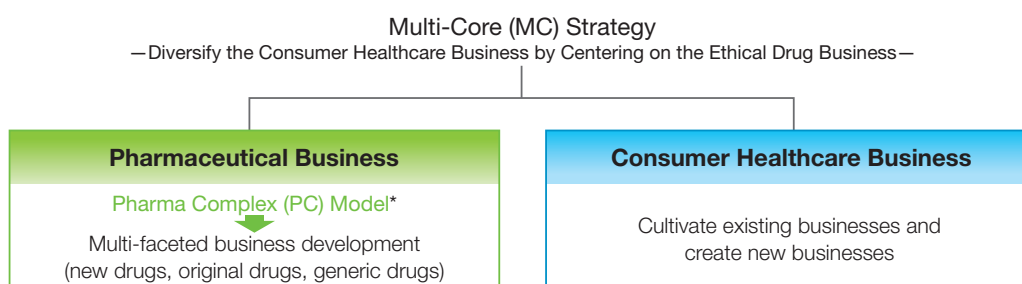 Multi-Core (MC) Strategy
—Diversify the Consumer Healthcare Business by Centering on the Ethical Drug Business—
Pharmaceutical Business
Pharma Complex (PC) Model*
Multi-faceted business development
(new drugs, original drugs, generic drugs)
Consumer Healthcare Business
Cultivate existing businesses and
create new businesses